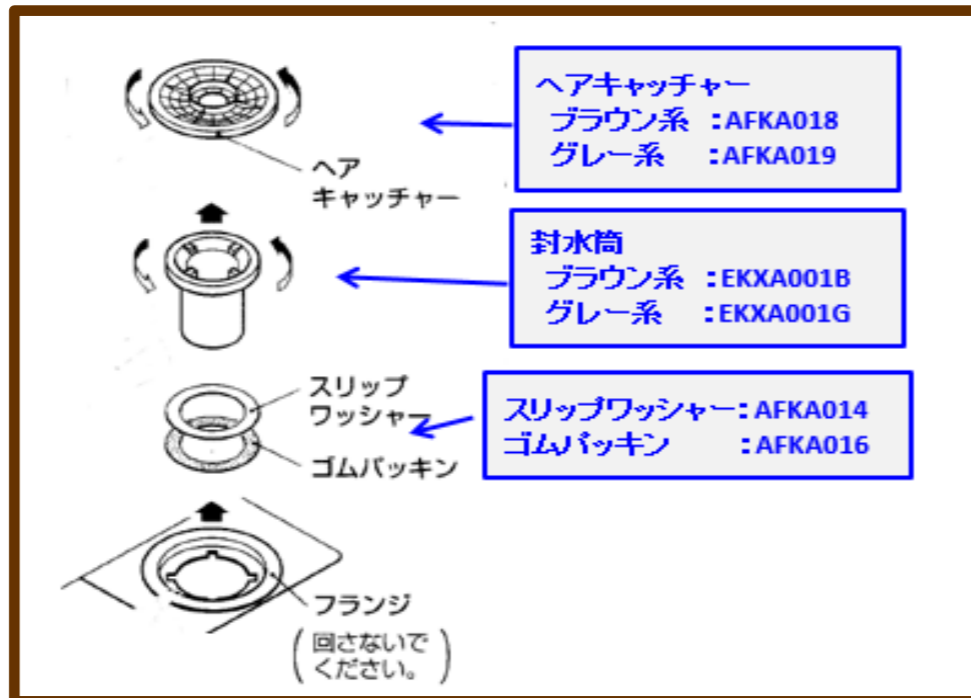 ヘアキャッチャー
ブラウン系 :AFKA018
グレー系 :AFKA019
ヘア
キャッチャー
封水筒
ブラウン系 :EKXA001B
グレー系 :EKXA001G
スリップ
ワッシャー
ゴムパッキン
スリップワッシャー:AFKA014
ゴムパッキン :AFKA016
フランジ
(回さないで
ください。)